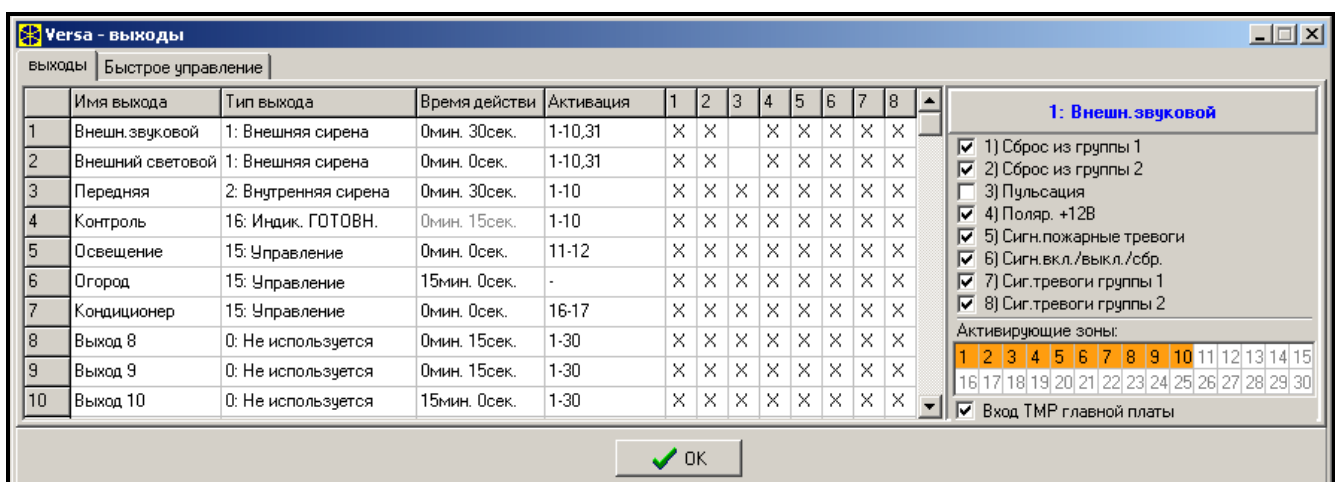 Versa - выходы
выходы Быстрое управление
Имя выхода Тип выхода Время действи Активация 1 2 3 4 5 6 7 8
1 Внешн.звуковой 1: Внешняя сирена 0мин. 30сек. 1-10,31 X X X X X X X
2 Внешний световой 1: Внешняя сирена 0мин. 0сек. 1-10,31 X X X X X X X
3 Передняя 2: Внутренняя сирена 0мин. 30сек. 1-10 X X X X X X X X
4 Контроль 16: Индик. ГОТОВН. 0мин. 15сек. 1-10 X X X X X X X X
5 Освещение 15: Управление 0мин. 0сек. 11-12 X X X X X X X X
6 Огород 15: Управление 15мин. 0сек. - X X X X X X X X
7 Кондиционер 15: Управление 0мин. 0сек. 16-17 X X X X X X X X
8 Выход 8 0: Не используется 0мин. 15сек. 1-30 X X X X X X X X
9 Выход 9 0: Не используется 0мин. 15сек. 1-30 X X X X X X X X
10 Выход 10 0: Не используется 15мин. 0сек. 1-30 X X X X X X X X
1: Внешн.звуковой
1) Сброс из группы 1
2) Сброс из группы 2
3) Пульсация
4) Поляр. +12В
5) Сигн.пожарные тревоги
6) Сигн.вкл./выкл./сбр.
7) Сиг.тревоги группы 1
8) Сиг.тревоги группы 2
Активирующие зоны:
1 2 3 4 5 6 7 8 9 10 11 12 13 14 15
16 17 18 19 20 21 22 23 24 25 26 27 28 29 30
Вход TMP главной платы
OK